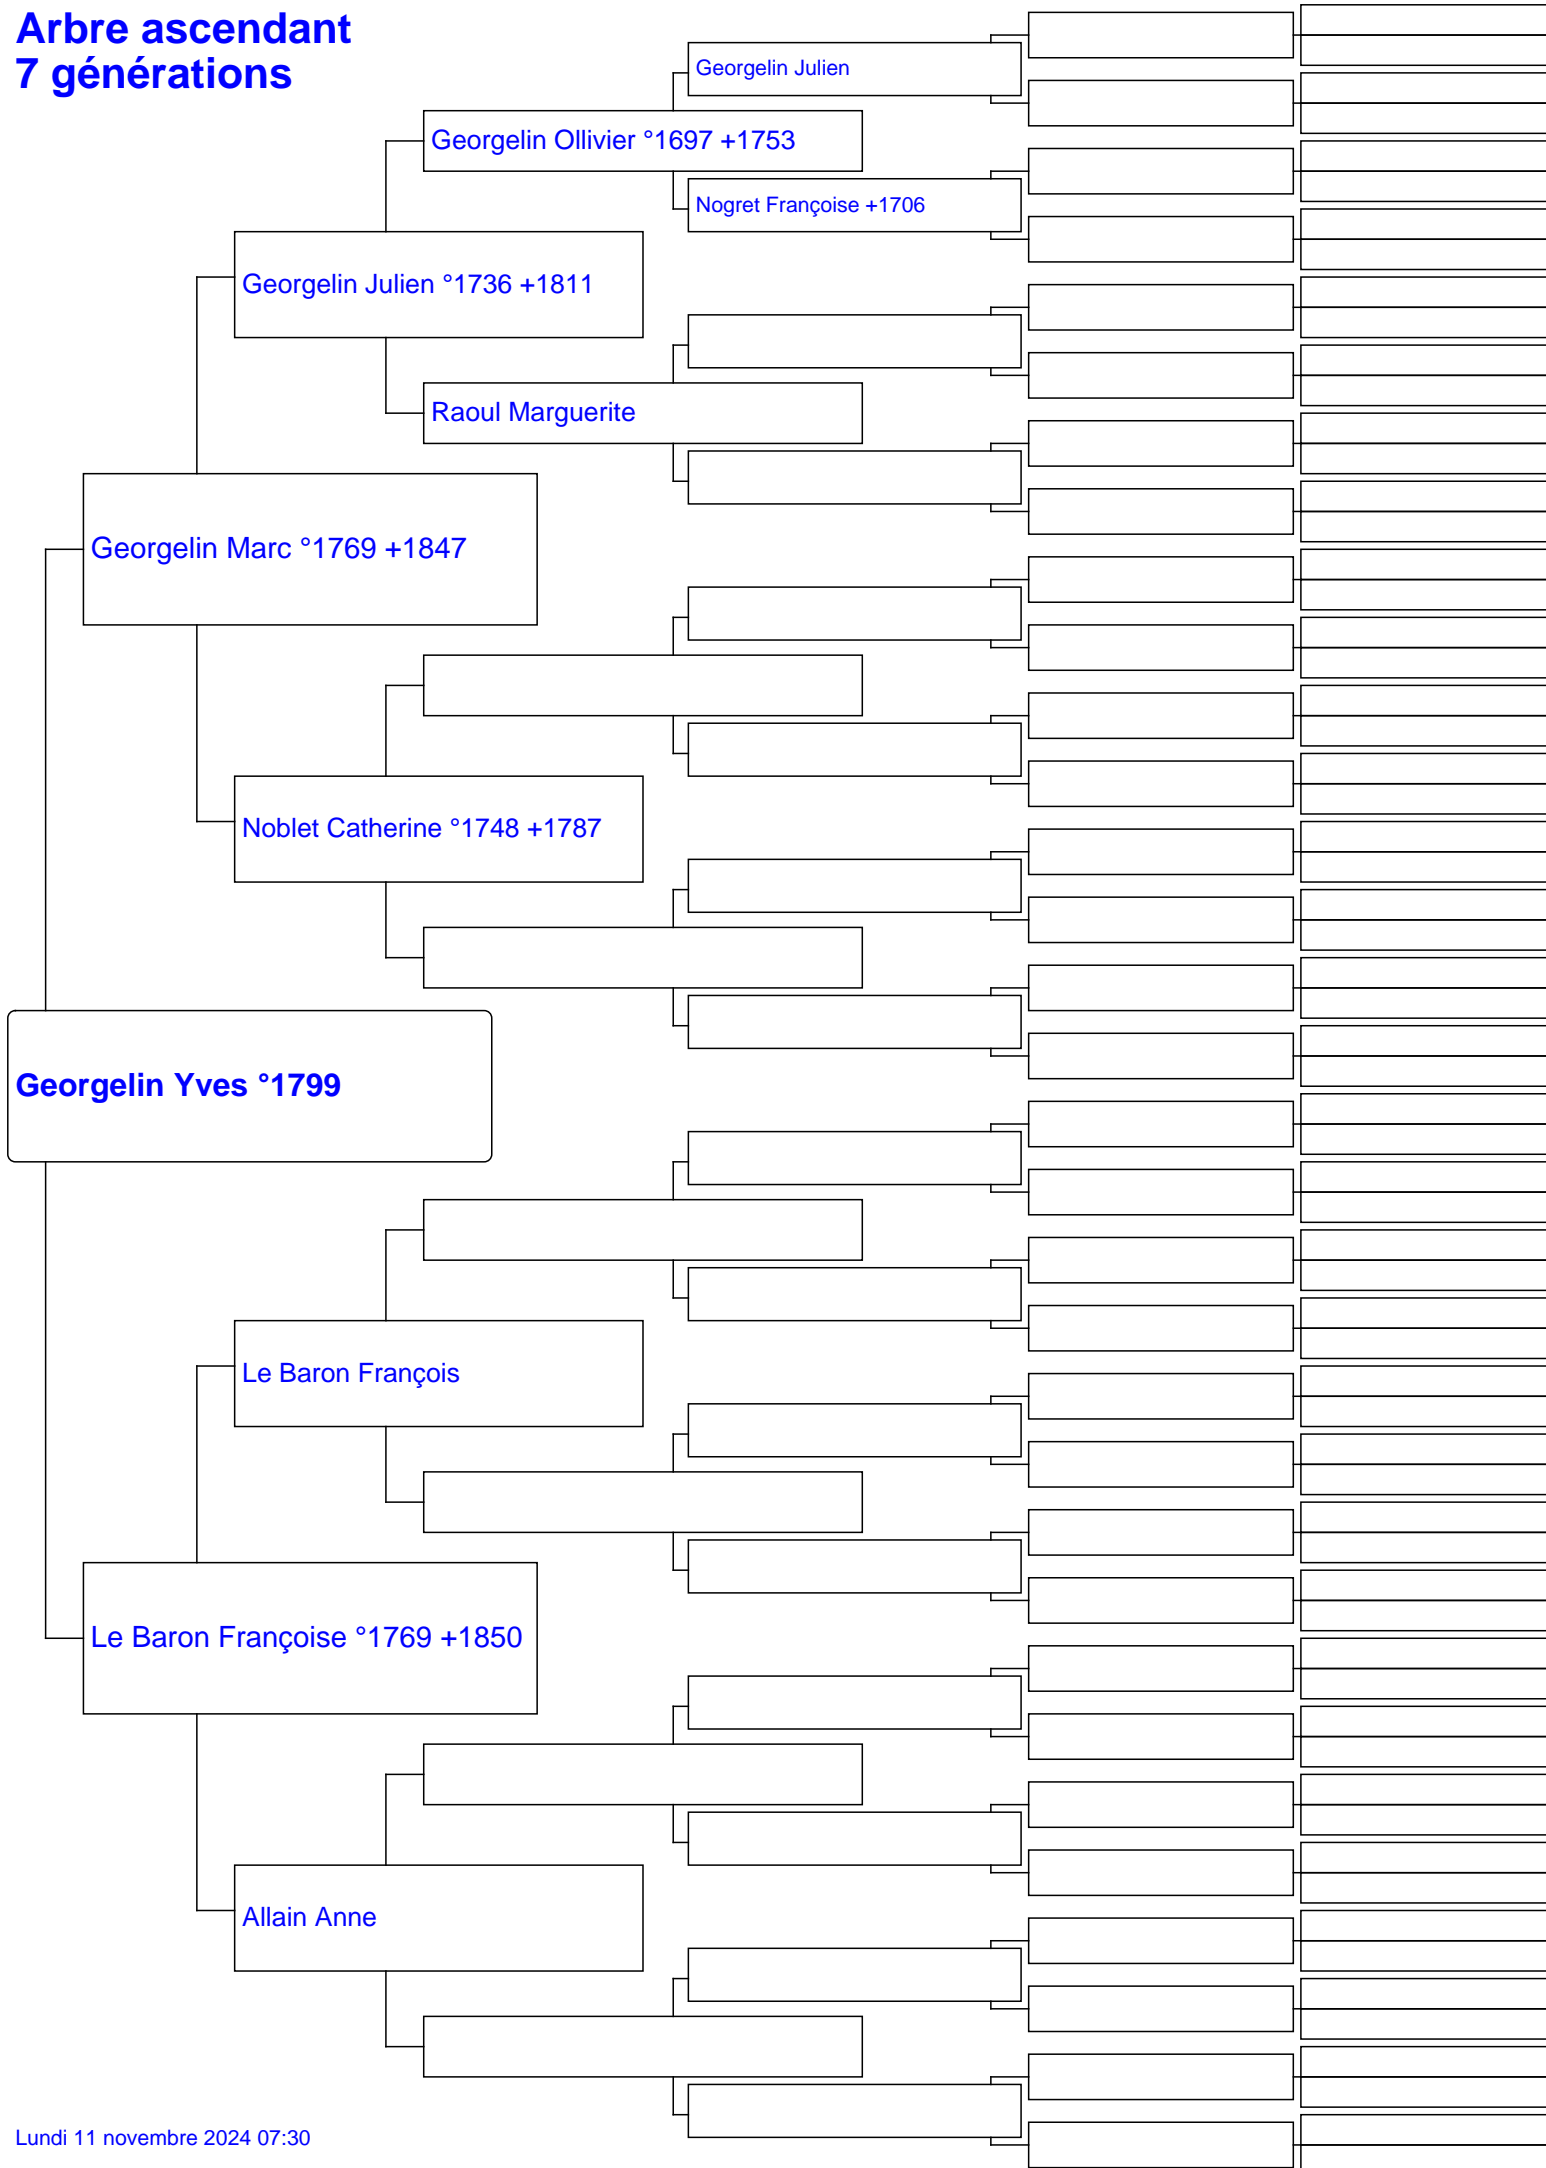 Arbre ascendant
7 générations
Georgelin Julien
Georgelin Ollivier °1697 +1753
Nogret Françoise +1706
Georgelin Julien °1736 +1811
Raoul Marguerite
Georgelin Marc °1769 +1847
Noblet Catherine °1748 +1787
Georgelin Yves °1799
Le Baron François
Le Baron Françoise °1769 +1850
Allain Anne
Lundi 11 novembre 2024 07:30